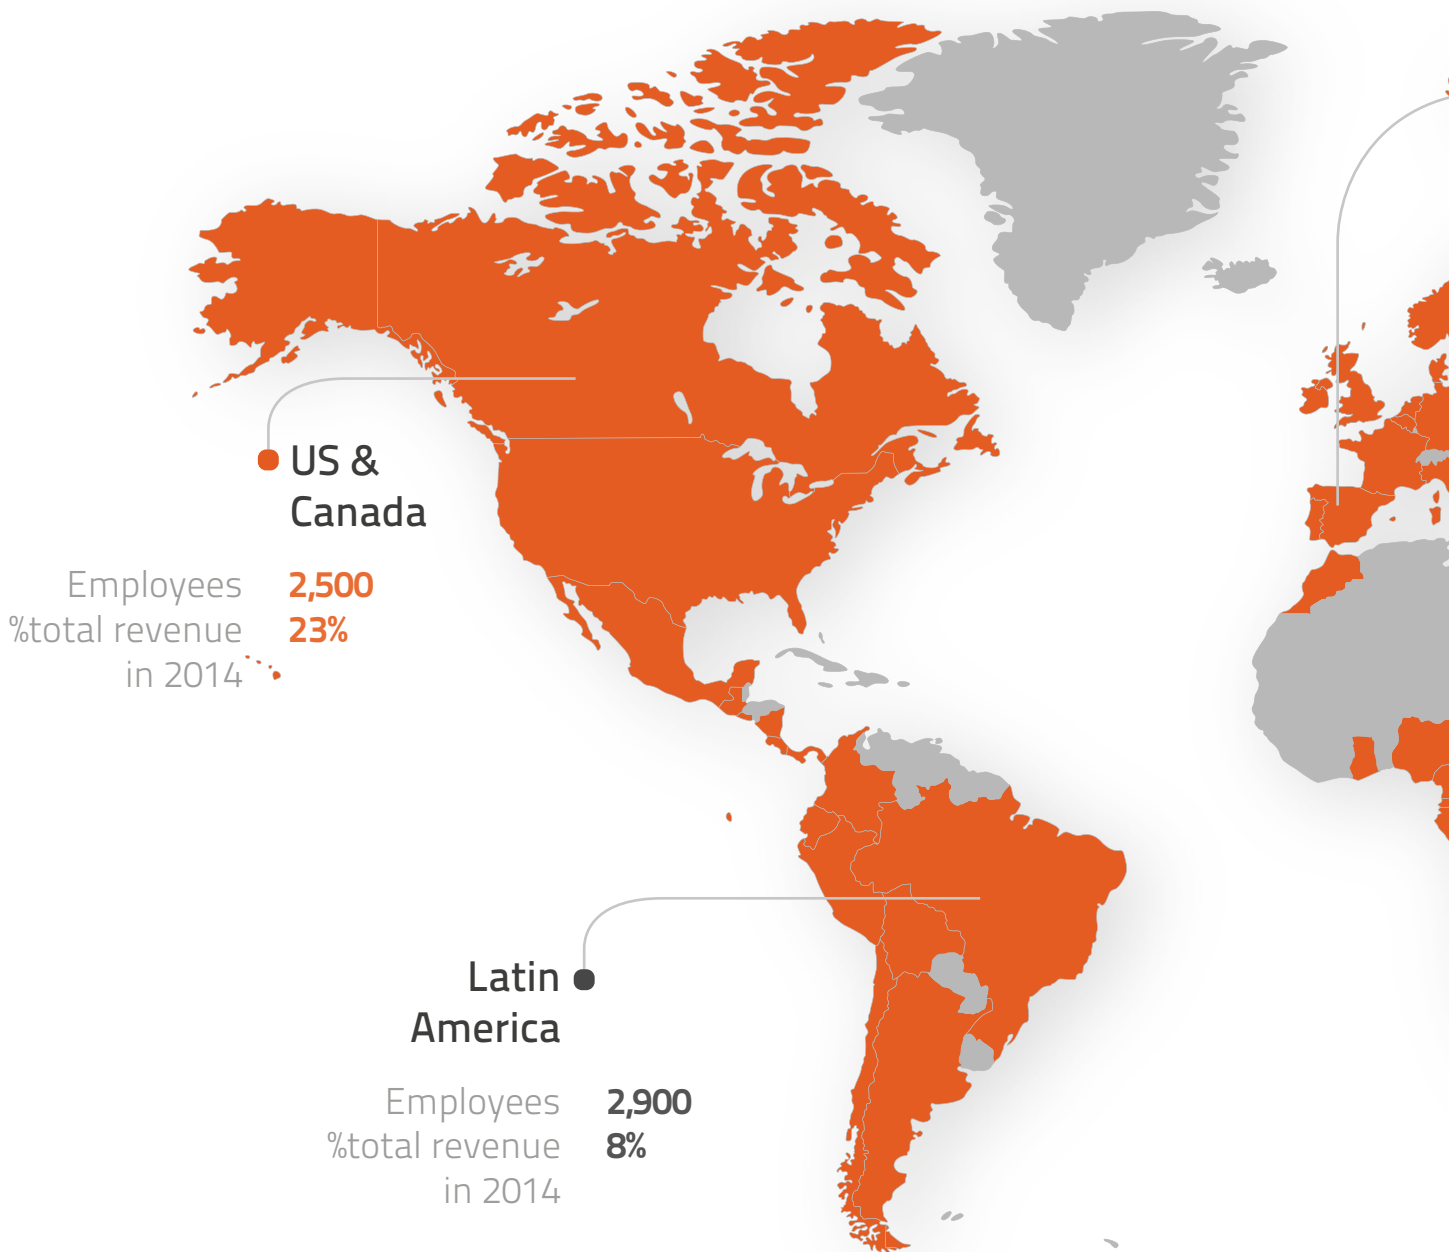 US &
Canada
Employees 2,500
%total revenue 23%
in 2014
Latin
America
Employees 2,900
%total revenue 8%
in 2014